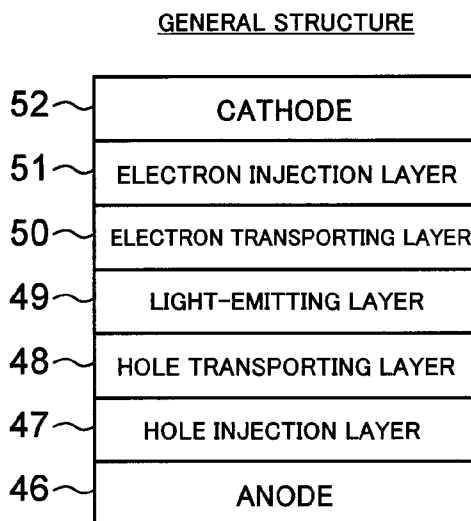 GENERAL STRUCTURE
52 CATHODE
51 ELECTRON INJECTION LAYER
50 ELECTRON TRANSPORTING LAYER
49 LIGHT-EMITTING LAYER
48 HOLE TRANSPORTING LAYER
47 HOLE INJECTION LAYER
46 ANODE